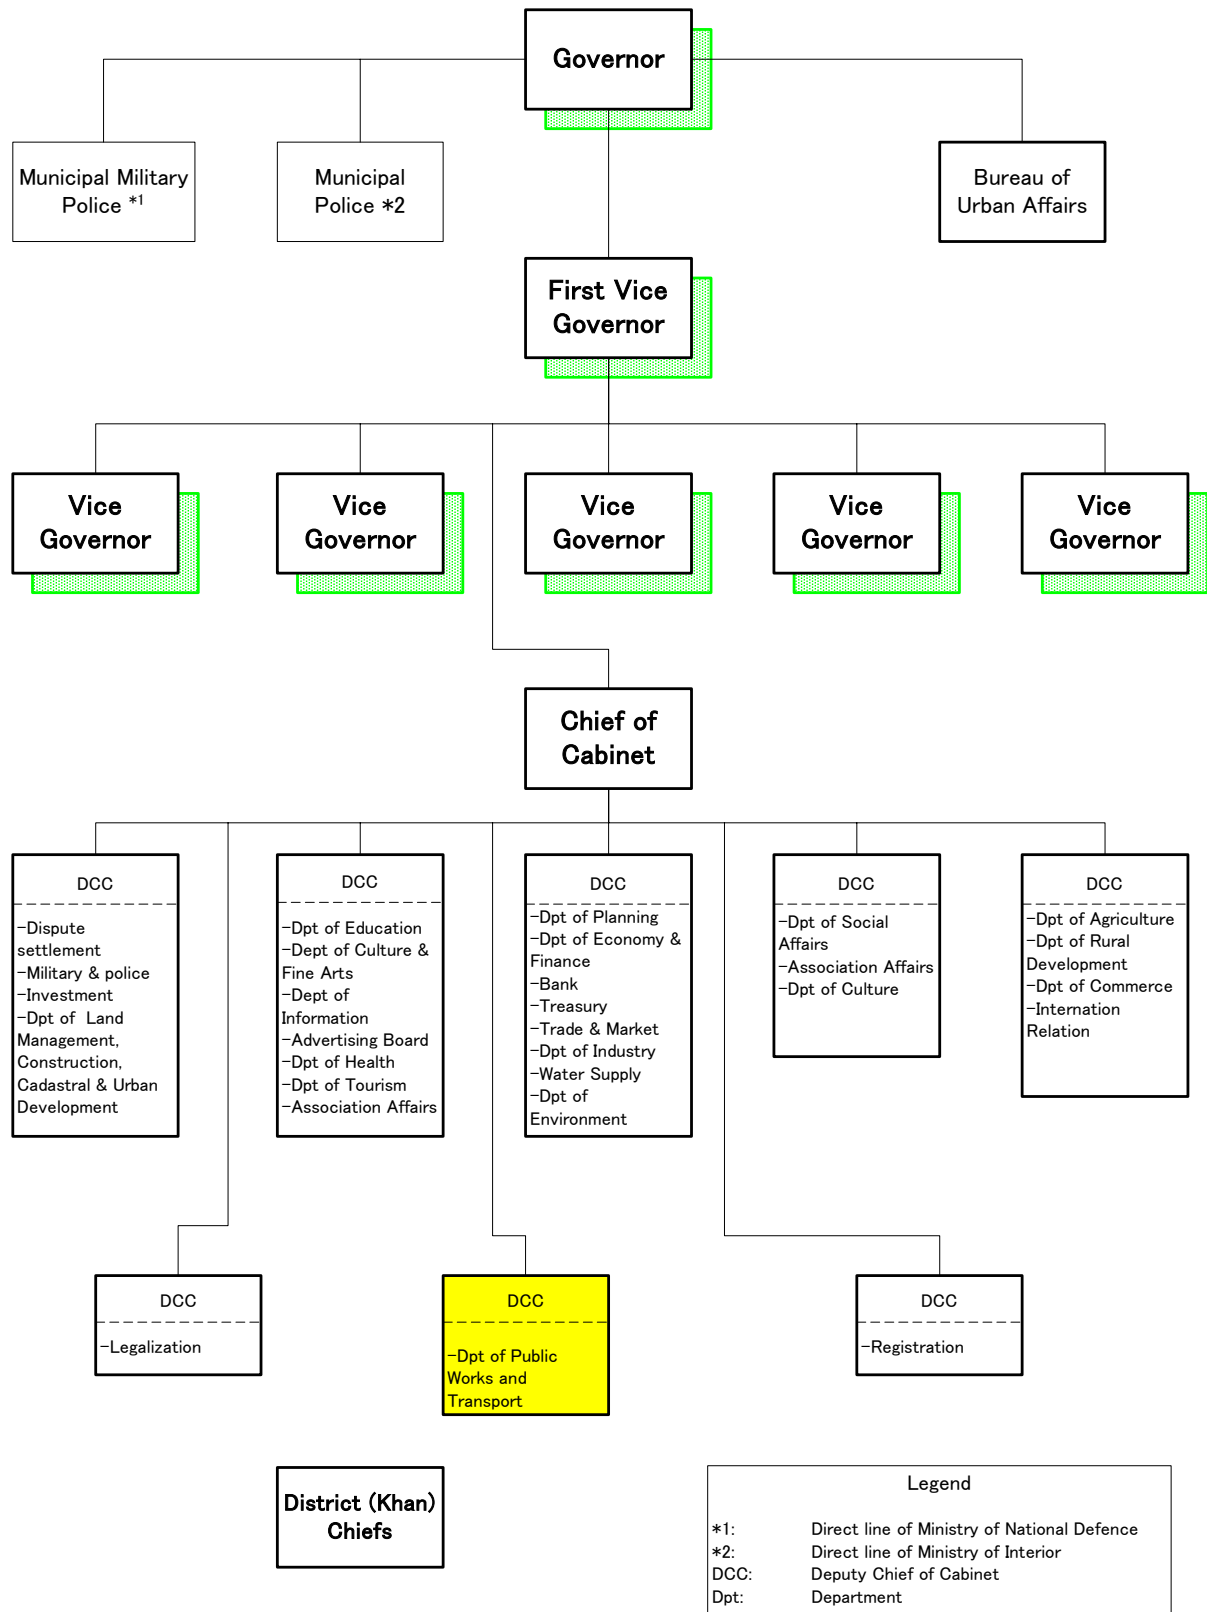 Governor
Municipal Military
Police *1
Municipal
Police *2
Bureau of
Urban Affairs
First Vice
Governor
Vice
Governor
Vice
Governor
Vice
Governor
Vice
Governor
Vice
Governor
Chief of
Cabinet
DCC
-Dispute
settlement
-Military & police
-Investment
-Dpt of Land
Management,
Construction,
Cadastral & Urban
Development
DCC
-Dpt of Education
-Dept of Culture &
Fine Arts
-Dept of
Information
-Advertising Board
-Dpt of Health
-Dpt of Tourism
-Association Affairs
DCC
-Dpt of Planning
-Dpt of Economy &
Finance
-Bank
-Treasury
-Trade & Market
-Dpt of Industry
-Water Supply
-Dpt of
Environment
DCC
-Dpt of Social
Affairs
-Association Affairs
-Dpt of Culture
DCC
-Dpt of Agriculture
-Dpt of Rural
Development
-Dpt of Commerce
-Internation
Relation
DCC
-Legalization
DCC
-Dpt of Public
Works and
Transport
DCC
-Registration
District (Khan)
Chiefs
Legend
*1: Direct line of Ministry of National Defence
*2: Direct line of Ministry of Interior
DCC: Deputy Chief of Cabinet
Dpt: Department